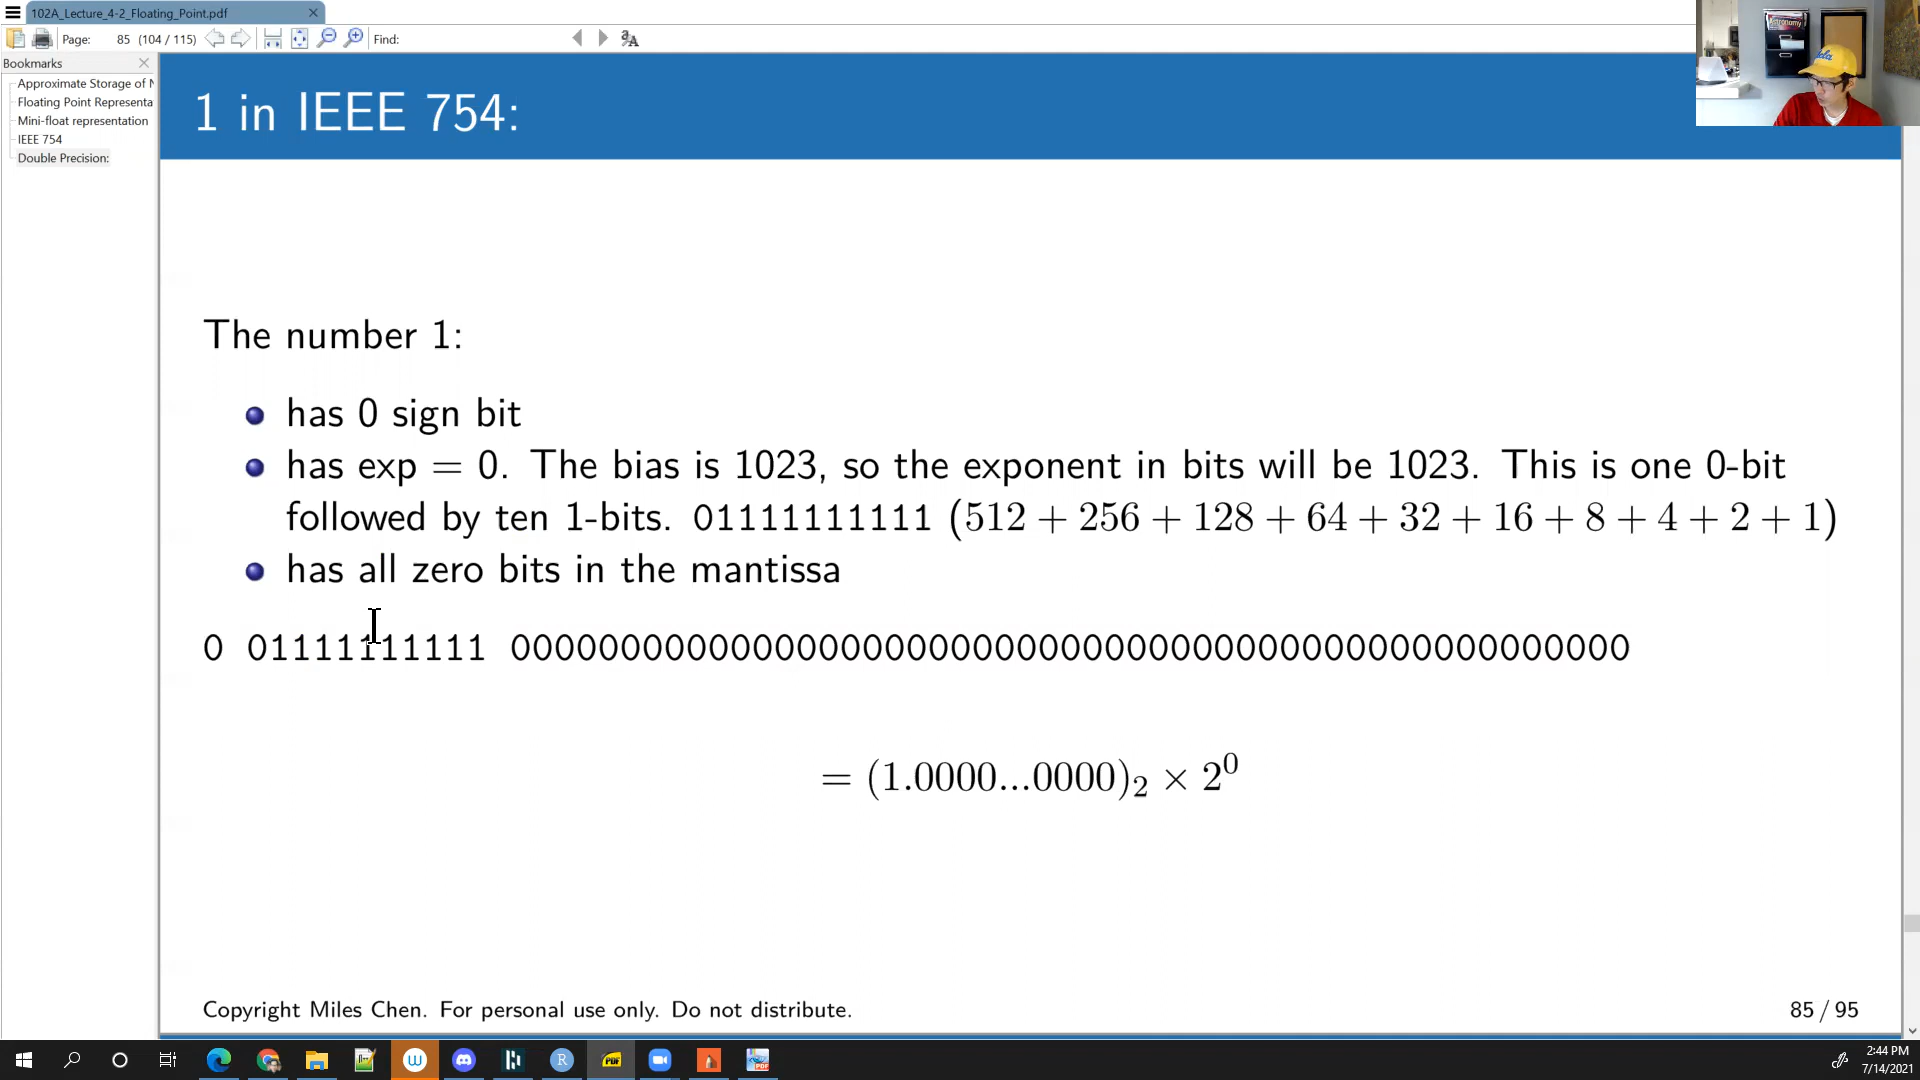 102A_Lecture_4-2_Floating_Point.pdf
Page: 85 (104 / 115) Find:
Bookmarks
Approximate Storage of N
Floating Point Representa
Mini-float representation
IEEE 754
Double Precision:
1 in IEEE 754:
The number 1:
has 0 sign bit
has exp = 0. The bias is 1023, so the exponent in bits will be 1023. This is one 0-bit
followed by ten 1-bits. 01111111111 (512 + 256 + 128 + 64 + 32 + 16 + 8 + 4 + 2 + 1)
has all zero bits in the mantissa
0 01111111111 0000000000000000000000000000000000000000000000000000
= (1.0000...0000)₂ × 2⁰
Copyright Miles Chen. For personal use only. Do not distribute.
85 / 95
2:44 PM
7/14/2021